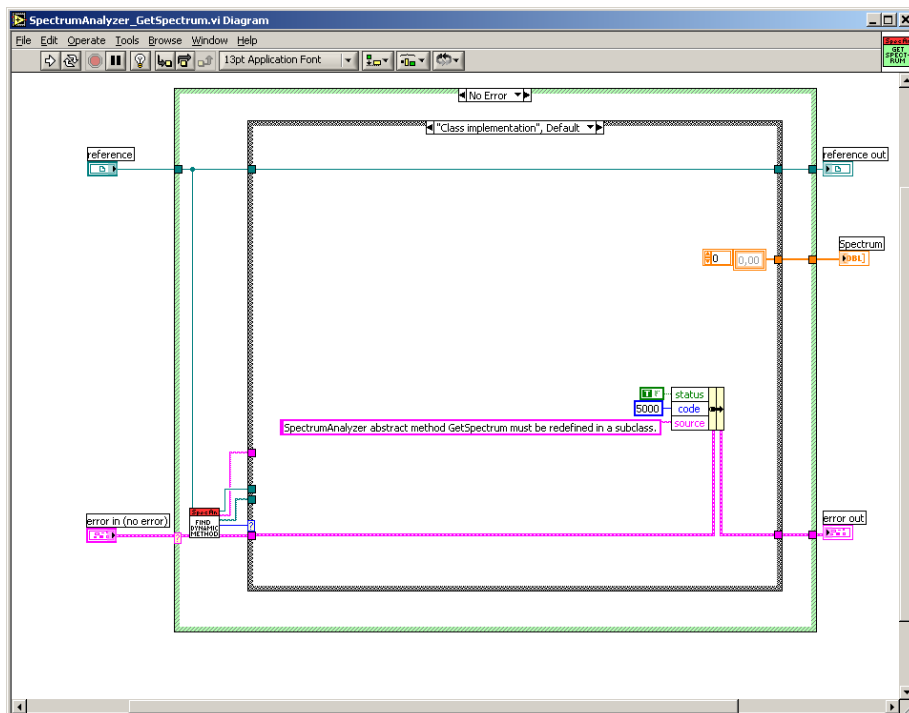 SpectrumAnalyzer_GetSpectrum.vi Diagram
File Edit Operate Tools Browse Window Help
13pt Application Font
SpecAn
GET
SPECT-
RUM
No Error
"Class implementation", Default
reference
reference out
Spectrum
0
0,00
DBL
T F
status
5000
code
SpectrumAnalyzer abstract method GetSpectrum must be redefined in a subclass.
source
SpecAn
FIND
DYNAMIC
METHOD
?
error in (no error)
?
error out